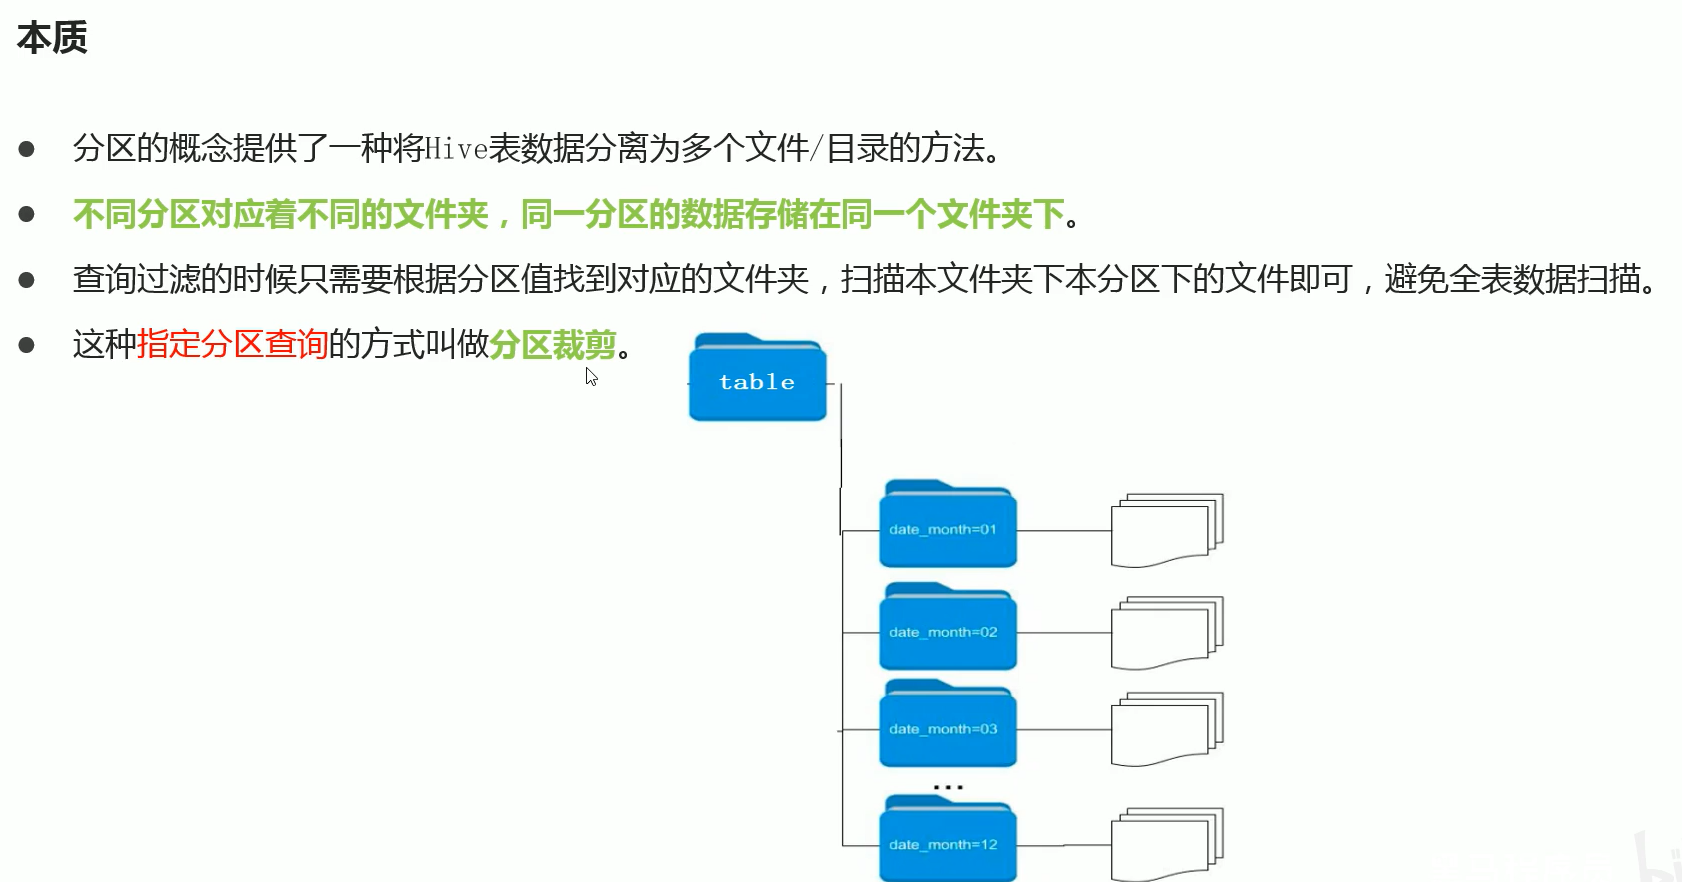 本质
● 分区的概念提供了一种将Hive表数据分离为多个文件/目录的方法。
● 不同分区对应着不同的文件夹，同一分区的数据存储在同一个文件夹下。
● 查询过滤的时候只需要根据分区值找到对应的文件夹，扫描本文件夹下本分区下的文件即可，避免全表数据扫描。
● 这种指定分区查询的方式叫做分区裁剪。
table
date_month=01
date_month=02
date_month=03
...
date_month=12